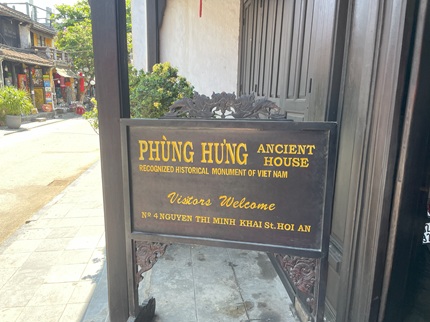 PHÙNG HƯNG ANCIENT HOUSE
RECOGNIZED HISTORICAL MONUMENT OF VIET NAM
Visitors Welcome
Nº 4 NGUYEN THI MINH KHAI St. HOI AN